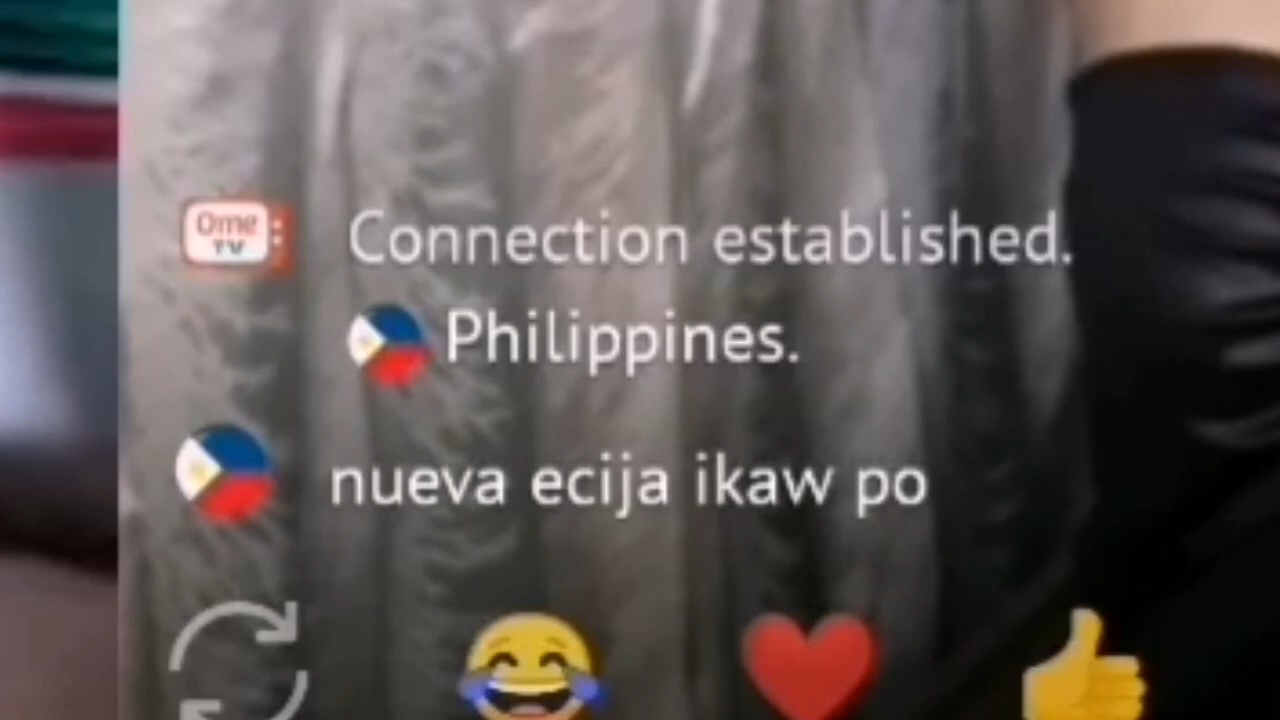 Ome
TV
Connection established.
Philippines.
nueva ecija ikaw po